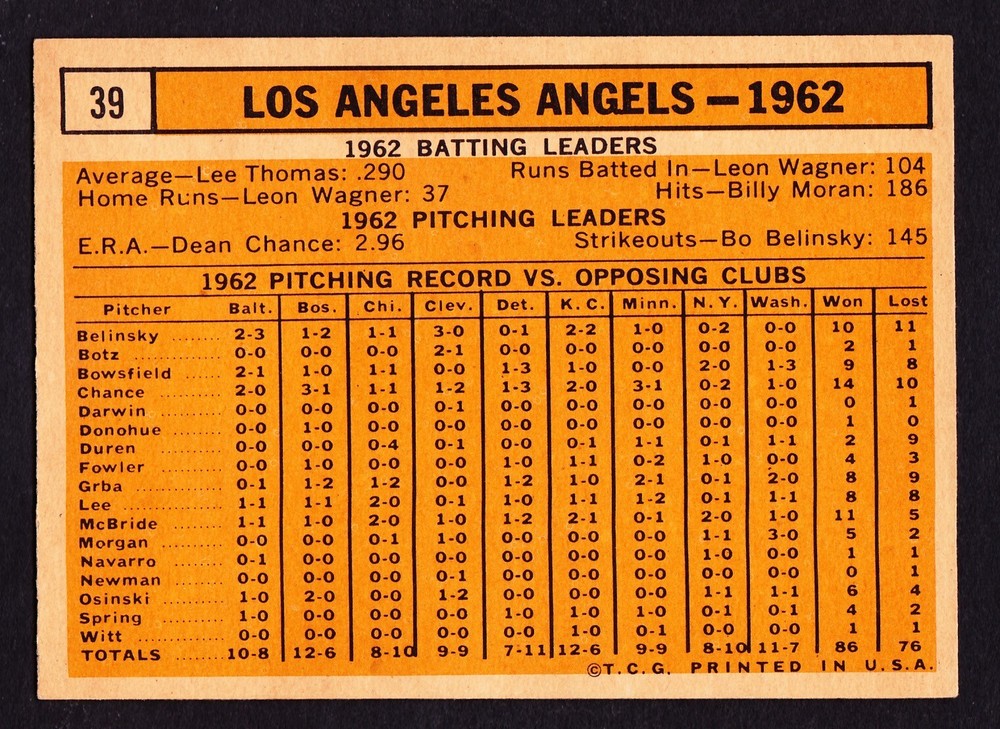 39 LOS ANGELES ANGELS – 1962
1962 BATTING LEADERS
Average—Lee Thomas: .290 Runs Batted In—Leon Wagner: 104
Home Runs—Leon Wagner: 37 Hits—Billy Moran: 186
1962 PITCHING LEADERS
E.R.A.—Dean Chance: 2.96 Strikeouts—Bo Belinsky: 145
1962 PITCHING RECORD VS. OPPOSING CLUBS
Pitcher Balt. Bos. Chi. Clev. Det. K.C. Minn. N.Y. Wash. Won Lost
Belinsky ....... 2-3 1-2 1-1 3-0 0-1 2-2 1-0 0-2 0-0 10 11
Botz ............ 0-0 0-0 0-0 2-1 0-0 0-0 0-0 0-0 0-0 2 1
Bowsfield ..... 2-1 1-0 1-1 0-0 1-3 1-0 0-0 2-0 1-3 9 8
Chance ........ 2-0 3-1 1-1 1-2 1-3 2-0 3-1 0-2 1-0 14 10
Darwin ......... 0-0 0-0 0-0 0-1 0-0 0-0 0-0 0-0 0-0 0 1
Donohue ....... 0-0 1-0 0-0 0-0 0-0 0-0 0-0 0-0 0-0 1 0
Duren .......... 0-0 0-0 0-4 0-1 0-0 0-1 1-1 0-1 1-1 2 9
Fowler ......... 0-0 1-0 0-0 0-0 1-0 1-1 0-2 1-0 0-0 4 3
Grba ............ 0-1 1-2 1-2 0-0 1-2 1-0 2-1 0-1 2-0 8 9
Lee .............. 1-1 1-1 2-0 0-1 1-0 1-1 1-2 0-1 1-1 8 8
McBride ........ 1-1 1-0 2-0 1-0 1-2 2-1 0-1 2-0 1-0 11 5
Morgan ......... 0-0 0-0 0-1 1-0 0-0 0-0 0-0 1-1 3-0 5 2
Navarro ........ 0-1 0-0 0-0 0-0 0-0 0-0 0-0 1-0 0-0 1 1
Newman ........ 0-0 0-0 0-0 0-1 0-0 0-0 0-0 0-0 0-0 0 1
Osinski ......... 1-0 2-0 0-0 1-2 0-0 0-0 0-0 1-1 1-1 6 4
Spring .......... 1-0 0-0 0-0 0-0 1-0 1-0 1-0 0-1 0-1 4 2
Witt ............. 0-0 0-0 0-0 0-0 0-0 1-0 0-1 0-0 0-0 1 1
TOTALS ....... 10-8 12-6 8-10 9-9 7-11 12-6 9-9 8-10 11-7 86 76
©T.C.G. PRINTED IN U.S.A.